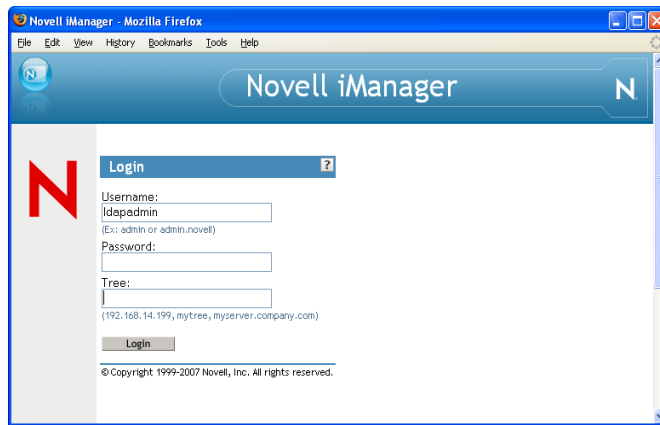 Novell iManager - Mozilla Firefox
File Edit View History Bookmarks Tools Help
N
Novell iManager
N
N
Login ?
Username:
ldapadmin
(Ex: admin or admin.novell)
Password:
Tree:
(192.168.14.199, mytree, myserver.company.com)
Login
© Copyright 1999-2007 Novell, Inc. All rights reserved.